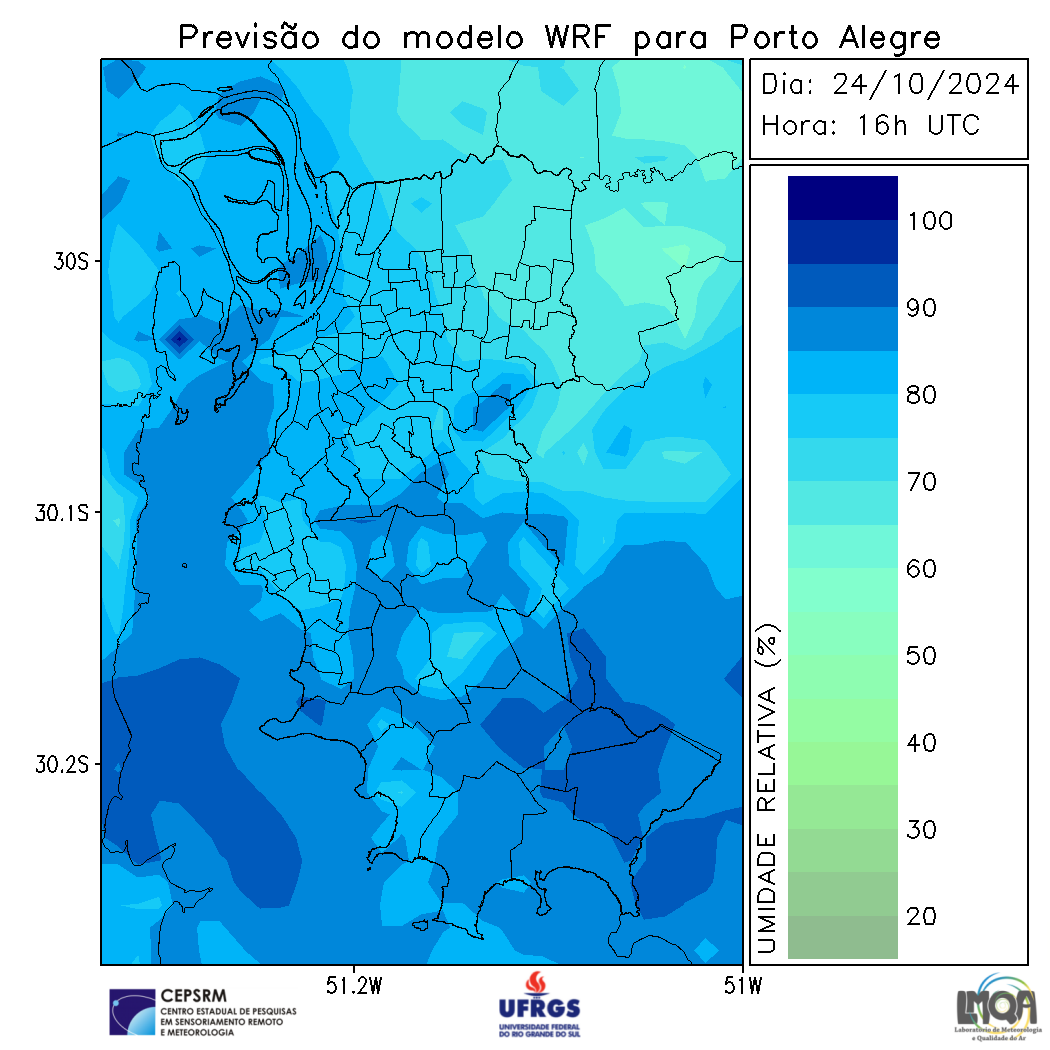 Previsão do modelo WRF para Porto Alegre
Dia: 24/10/2024
Hora: 16h UTC
30S
30.1S
30.2S
51.2W
51W
100
90
80
70
60
50
40
30
20
UMIDADE RELATIVA (%)
CEPSRM
CENTRO ESTADUAL DE PESQUISAS
EM SENSORIAMENTO REMOTO
E METEOROLOGIA
UFRGS
UNIVERSIDADE FEDERAL
DO RIO GRANDE DO SUL
LMQA
Laboratório de Meteorologia
e Qualidade do Ar